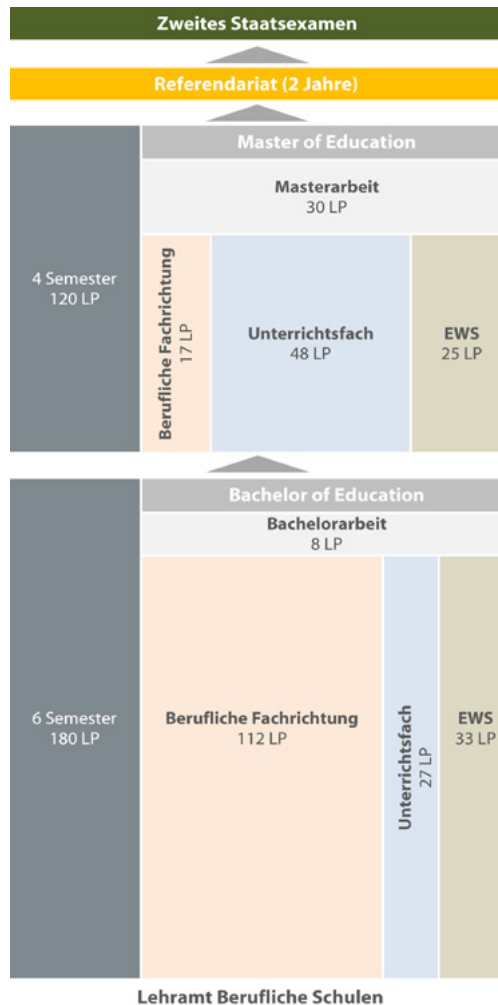 Zweites Staatsexamen
Referendariat (2 Jahre)
Master of Education
Masterarbeit
30 LP
4 Semester
120 LP
Berufliche Fachrichtung
17 LP
Unterrichtsfach
48 LP
EWS
25 LP
Bachelor of Education
Bachelorarbeit
8 LP
6 Semester
180 LP
Berufliche Fachrichtung
112 LP
Unterrichtsfach
27 LP
EWS
33 LP
Lehramt Berufliche Schulen